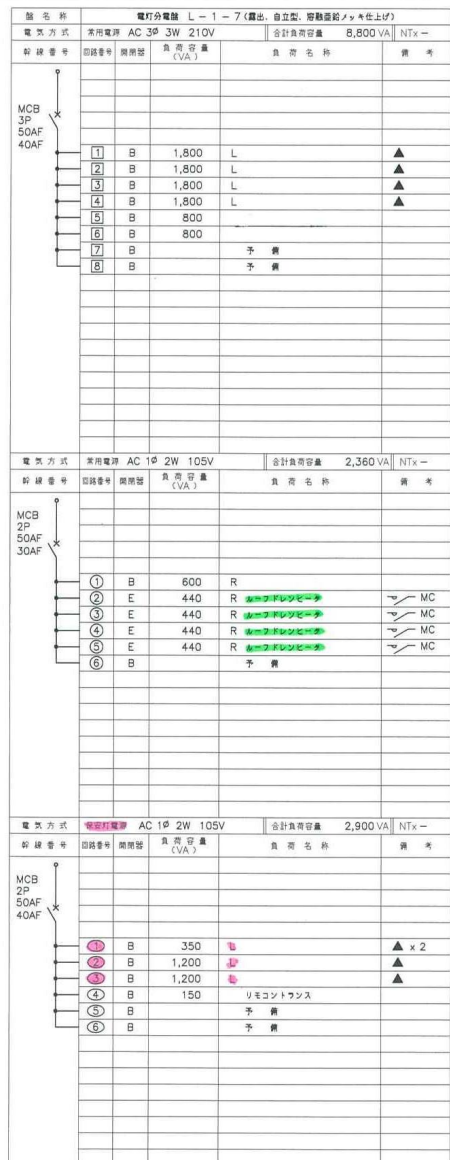 盤名称 電灯分電盤 L-1-7(露出、自立型、溶融亜鉛メッキ仕上げ)
電気方式 常用電源 AC 3Φ 3W 210V 合計負荷容量 8,800 VA NTx −
幹線番号 回路番号 開閉器 負荷容量(VA) 負荷名称 備考
MCB
3P
50AF
40AF
1 B 1,800 L ▲
2 B 1,800 L ▲
3 B 1,800 L ▲
4 B 1,800 L ▲
5 B 800
6 B 800
7 B 予備
8 B 予備
電気方式 常用電源 AC 1Φ 2W 105V 合計負荷容量 2,360 VA NTx −
幹線番号 回路番号 開閉器 負荷容量(VA) 負荷名称 備考
MCB
2P
50AF
30AF
① B 600 R
② E 440 R ルーフドレンヒータ MC
③ E 440 R ルーフドレンヒータ MC
④ E 440 R ルーフドレンヒータ MC
⑤ E 440 R ルーフドレンヒータ MC
⑥ B 予備
電気方式 保安灯電源 AC 1Φ 2W 105V 合計負荷容量 2,900 VA NTx −
幹線番号 回路番号 開閉器 負荷容量(VA) 負荷名称 備考
MCB
2P
50AF
40AF
① B 350 L ▲ x 2
② B 1,200 L ▲
③ B 1,200 L ▲
④ B 150 リモコントランス
⑤ B 予備
⑥ B 予備